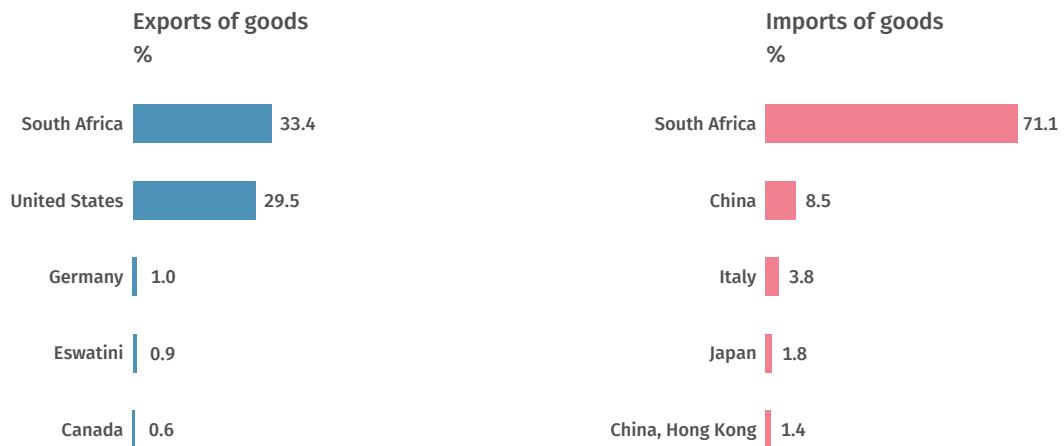 Exports of goods
%
South Africa 33.4
United States 29.5
Germany 1.0
Eswatini 0.9
Canada 0.6
Imports of goods
%
South Africa 71.1
China 8.5
Italy 3.8
Japan 1.8
China, Hong Kong 1.4